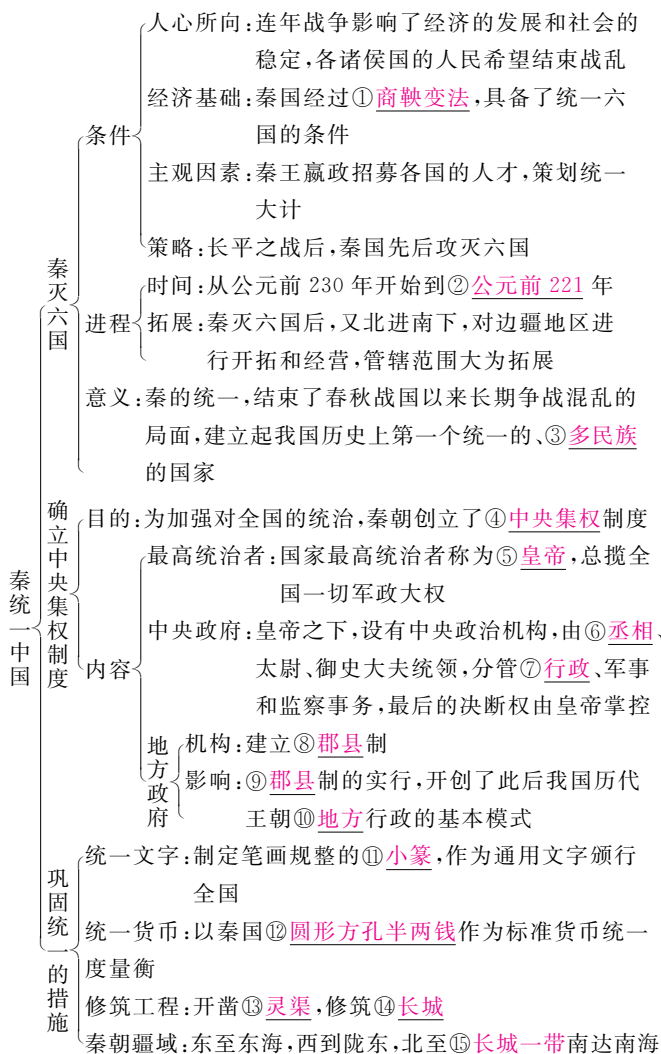 人心所向:连年战争影响了经济的发展和社会的
稳定,各诸侯国的人民希望结束战乱
经济基础:秦国经过①商鞅变法,具备了统一六
国的条件
条件
主观因素:秦王嬴政招募各国的人才,策划统一
大计
策略:长平之战后,秦国先后攻灭六国
秦灭六国
时间:从公元前 230 年开始到②公元前 221 年
进程
拓展:秦灭六国后,又北进南下,对边疆地区进
行开拓和经营,管辖范围大为拓展
意义:秦的统一,结束了春秋战国以来长期争战混乱的
局面,建立起我国历史上第一个统一的、③多民族
的国家
秦统一中国
确立中央集权制度
目的:为加强对全国的统治,秦朝创立了④中央集权制度
最高统治者:国家最高统治者称为⑤皇帝,总揽全
国一切军政大权
内容
中央政府:皇帝之下,设有中央政治机构,由⑥丞相、
太尉、御史大夫统领,分管⑦行政、军事
和监察事务,最后的决断权由皇帝掌控
地方政府
机构:建立⑧郡县制
影响:⑨郡县制的实行,开创了此后我国历代
王朝⑩地方行政的基本模式
巩固统一的措施
统一文字:制定笔画规整的⑪小篆,作为通用文字颁行
全国
统一货币:以秦国⑫圆形方孔半两钱作为标准货币统一
度量衡
修筑工程:开凿⑬灵渠,修筑⑭长城
秦朝疆域:东至东海,西到陇东,北至⑮长城一带南达南海